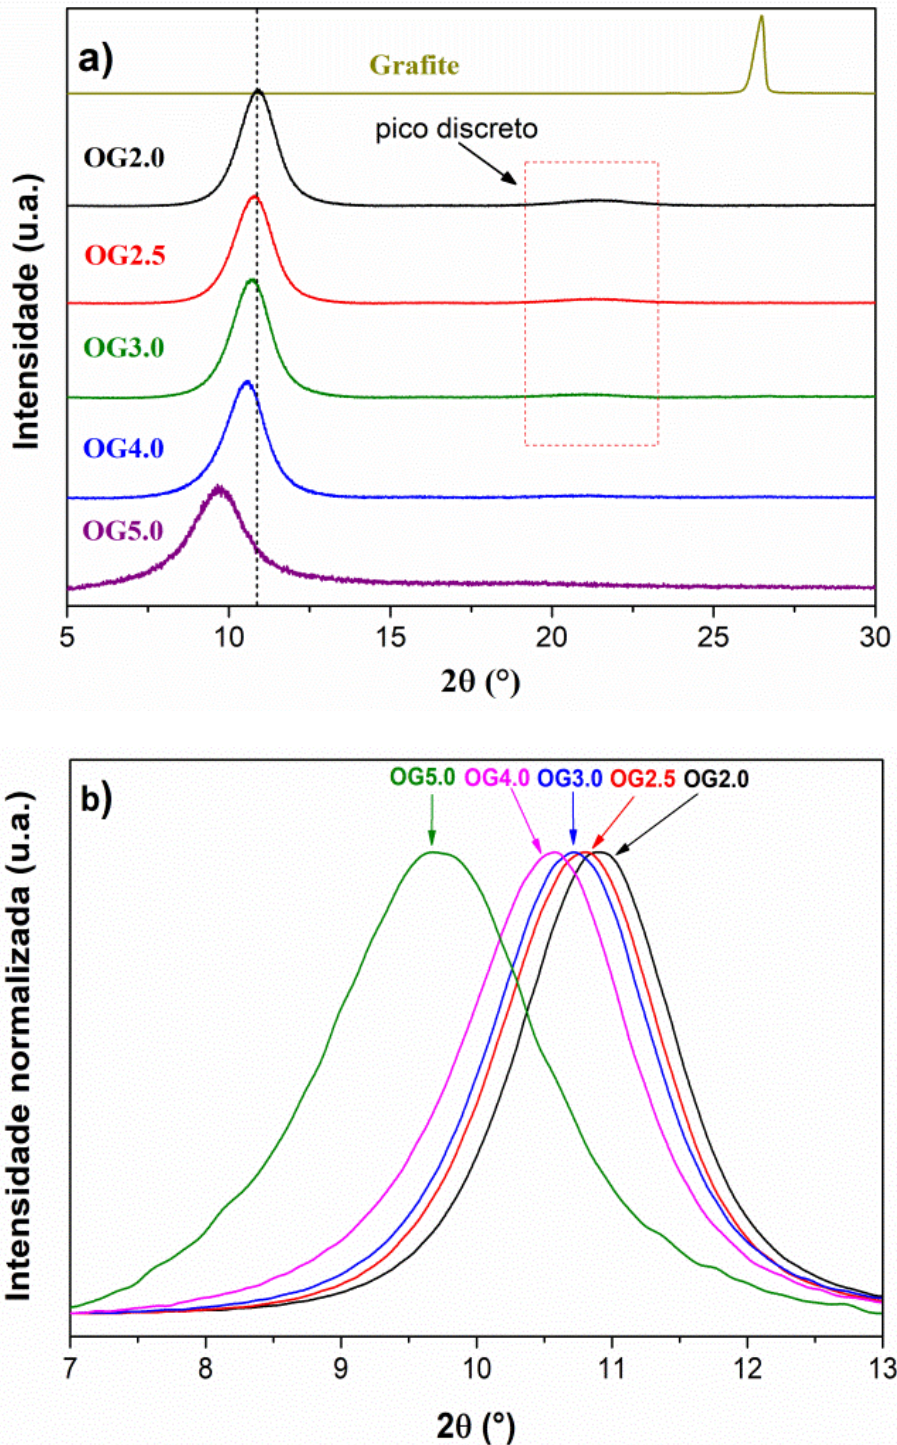 a)
Grafite
pico discreto
OG2.0
OG2.5
OG3.0
OG4.0
OG5.0
Intensidade (u.a.)
5 10 15 20 25 30
2θ (°)
b)
OG5.0 OG4.0 OG3.0 OG2.5 OG2.0
Intensidade normalizada (u.a.)
7 8 9 10 11 12 13
2θ (°)